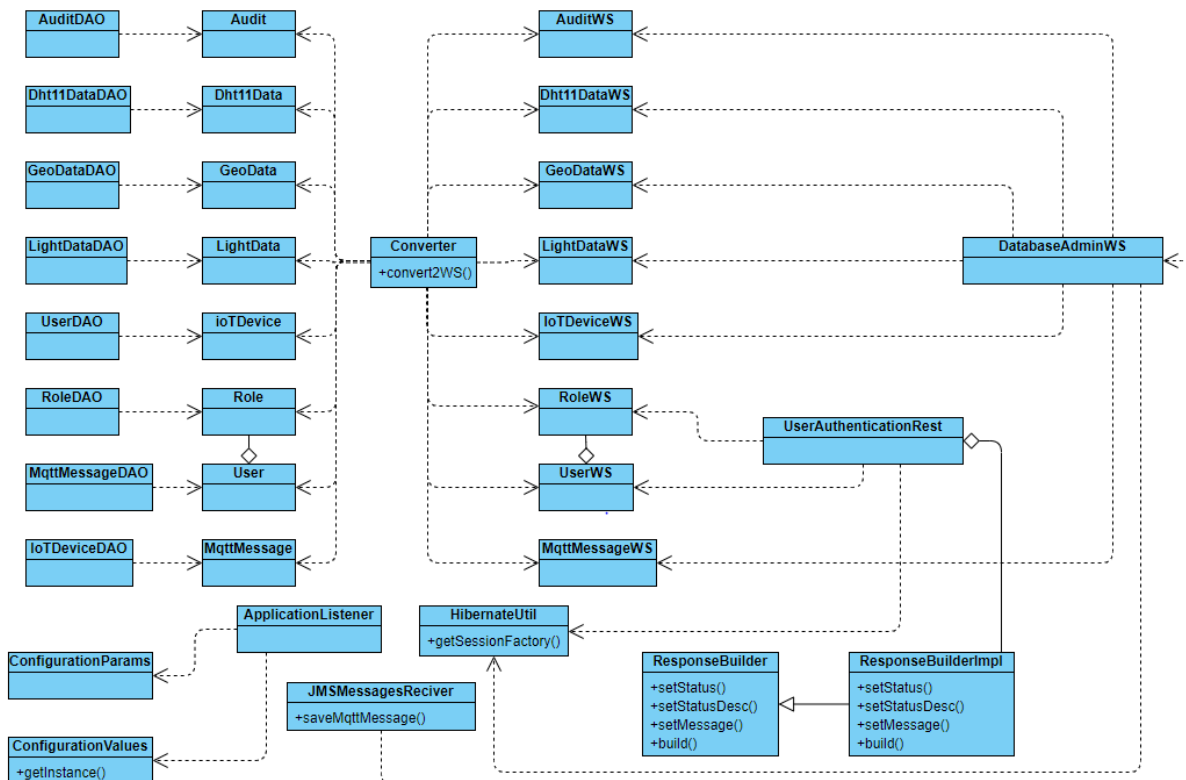 AuditDAO
Audit
AuditWS
Dht11DataDAO
Dht11Data
Dht11DataWS
GeoDataDAO
GeoData
GeoDataWS
LightDataDAO
LightData
Converter
+convert2WS()
LightDataWS
DatabaseAdminWS
UserDAO
ioTDevice
IoTDeviceWS
RoleDAO
Role
RoleWS
UserAuthenticationRest
MqttMessageDAO
User
UserWS
IoTDeviceDAO
MqttMessage
MqttMessageWS
ApplicationListener
HibernateUtil
+getSessionFactory()
ConfigurationParams
ResponseBuilder
+setStatus()
+setStatusDesc()
+setMessage()
+build()
ResponseBuilderImpl
+setStatus()
+setStatusDesc()
+setMessage()
+build()
JMSMessagesReciver
+saveMqttMessage()
ConfigurationValues
+getInstance()